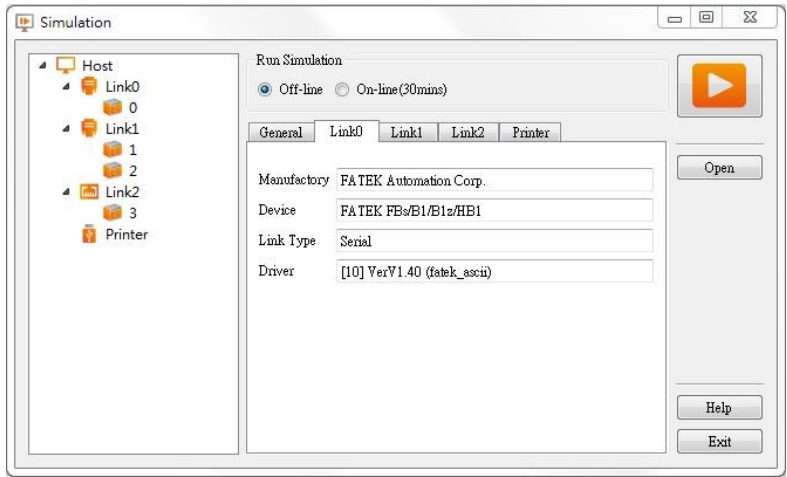 Simulation
Host
Link0
0
Link1
1
2
Link2
3
Printer
Run Simulation
Off-line On-line(30mins)
General Link0 Link1 Link2 Printer
Manufactory FATEK Automation Corp.
Device FATEK FBs/B1/B1z/HB1
Link Type Serial
Driver [10] VerV1.40 (fatek_ascii)
Open
Help
Exit